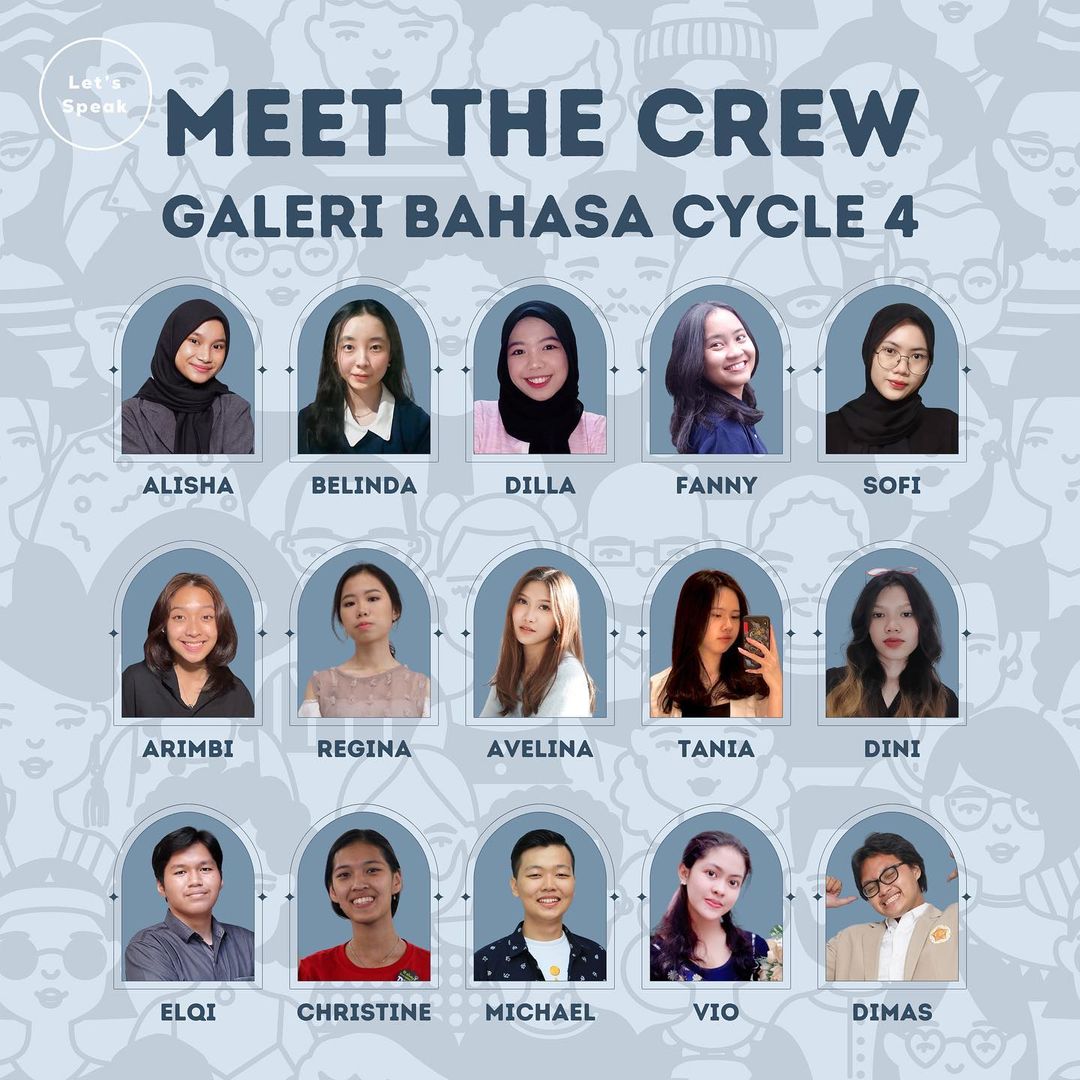 Let's
Speak
MEET THE CREW
GALERI BAHASA CYCLE 4
ALISHA
BELINDA
DILLA
FANNY
SOFI
ARIMBI
REGINA
AVELINA
TANIA
DINI
ELQI
CHRISTINE
MICHAEL
VIO
DIMAS